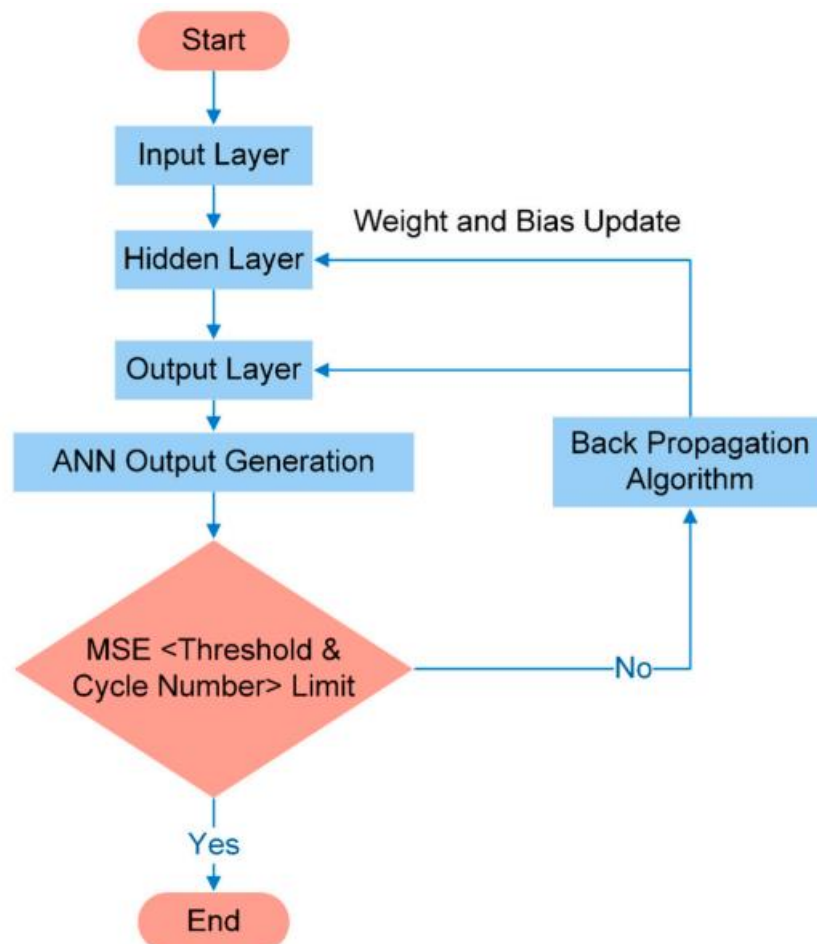 Start
Input Layer
Weight and Bias Update
Hidden Layer
Output Layer
ANN Output Generation
Back Propagation
Algorithm
MSE <Threshold &
Cycle Number> Limit
No
Yes
End